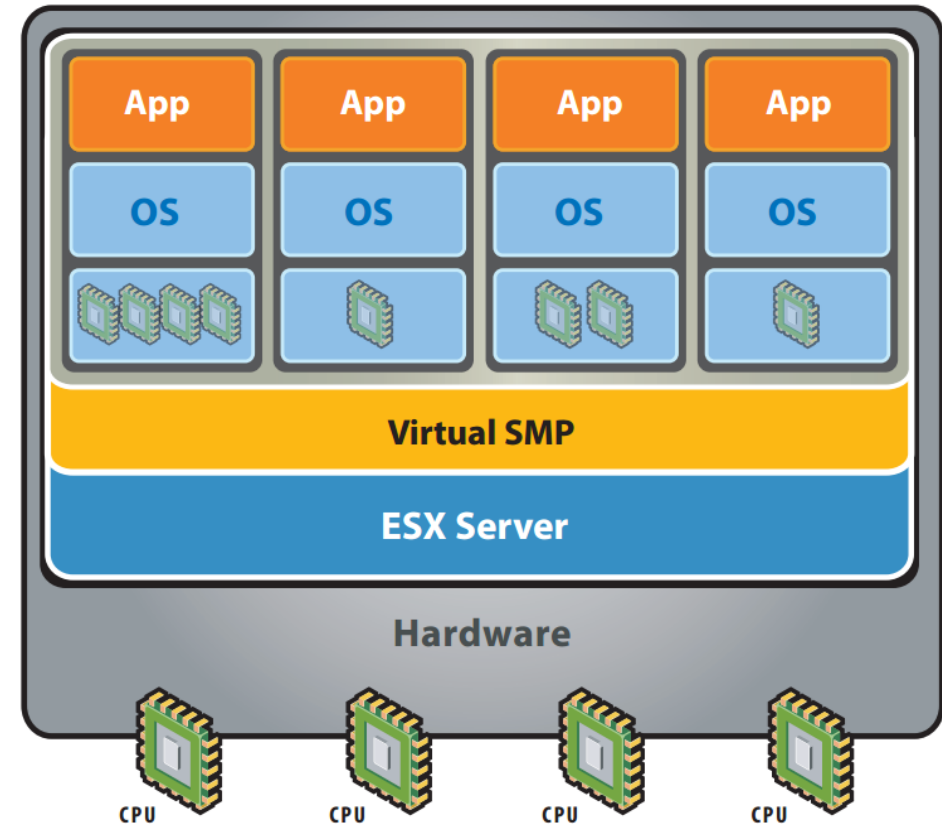 App App App App
OS OS OS OS
Virtual SMP
ESX Server
Hardware
CPU CPU CPU CPU